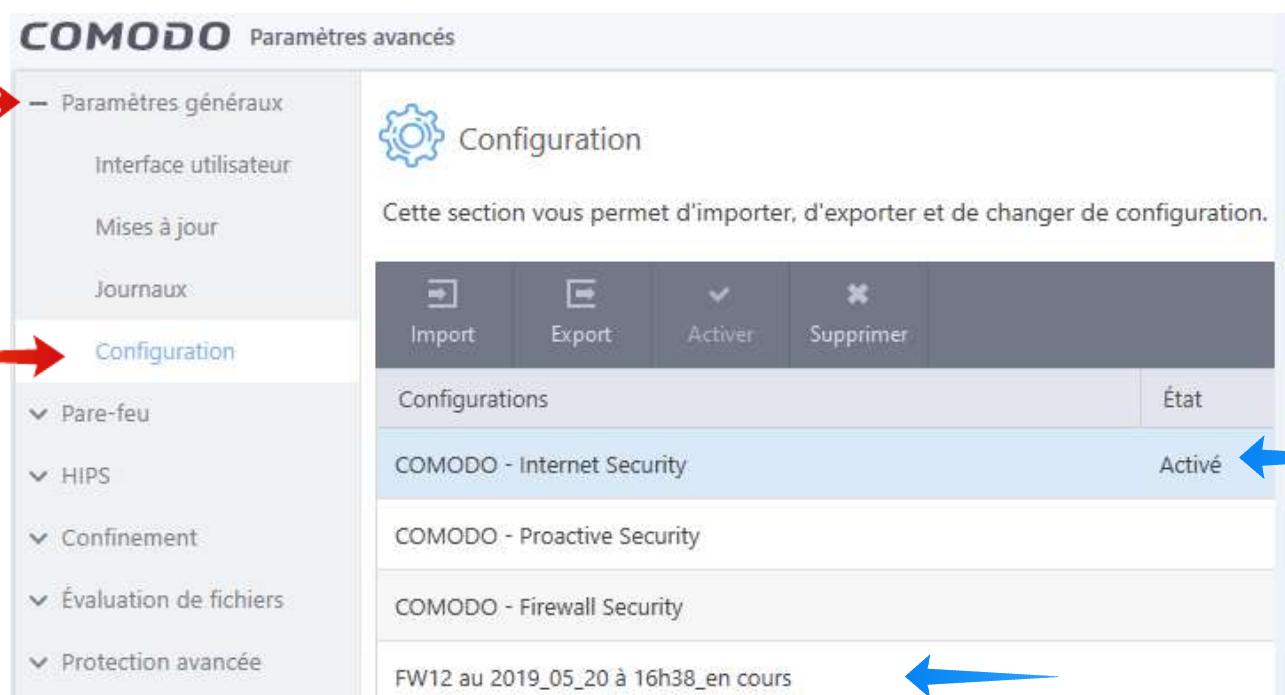 COMODO Paramètres avancés
Paramètres généraux
Interface utilisateur
Mises à jour
Journaux
Configuration
Pare-feu
HIPS
Confinement
Évaluation de fichiers
Protection avancée
Configuration
Cette section vous permet d'importer, d'exporter et de changer de configuration.
Import Export Activer Supprimer
Configurations État
COMODO - Internet Security Activé
COMODO - Proactive Security
COMODO - Firewall Security
FW12 au 2019_05_20 à 16h38_en cours